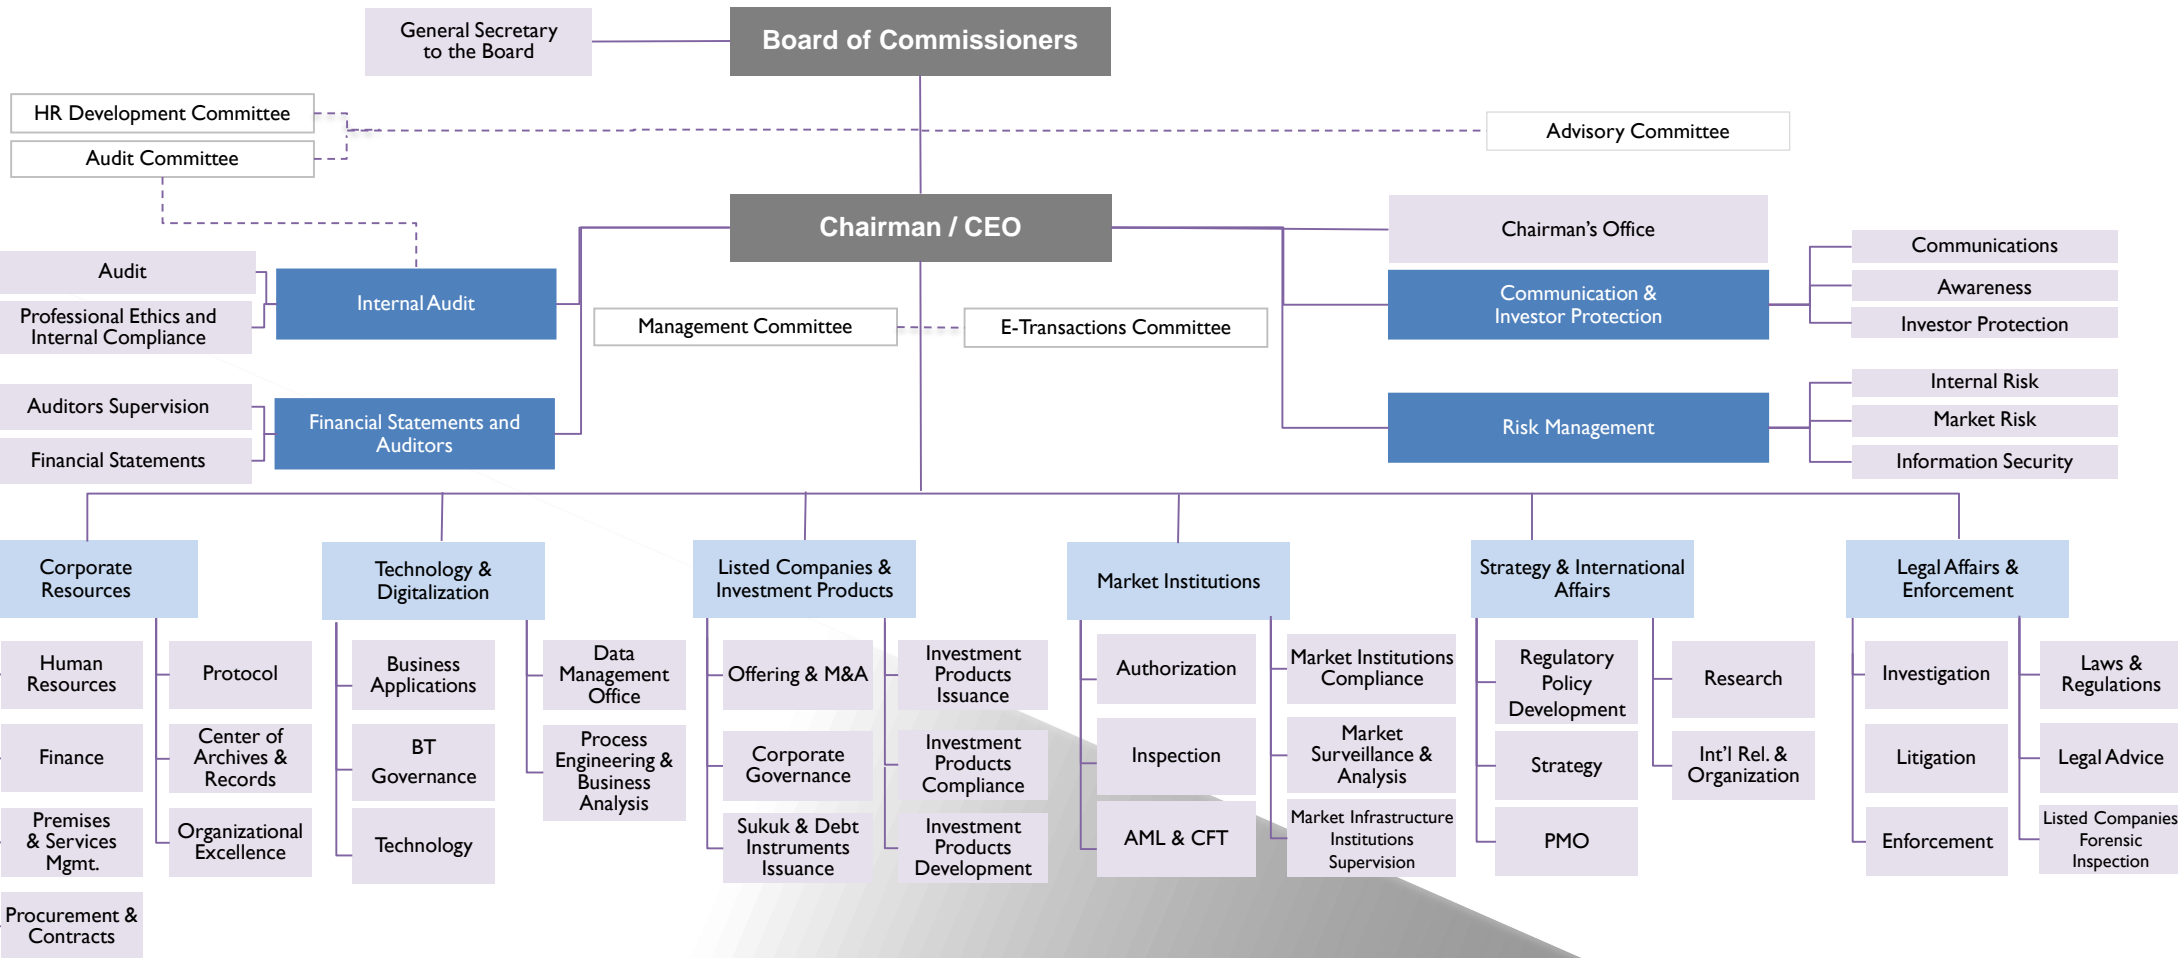 General Secretary
to the Board
Board of Commissioners
HR Development Committee
Audit Committee
Advisory Committee
Chairman / CEO
Chairman's Office
Audit
Professional Ethics and
Internal Compliance
Internal Audit
Management Committee
E-Transactions Committee
Communication &
Investor Protection
Communications
Awareness
Investor Protection
Auditors Supervision
Financial Statements
Financial Statements and
Auditors
Risk Management
Internal Risk
Market Risk
Information Security
Corporate
Resources
Technology &
Digitalization
Listed Companies &
Investment Products
Market Institutions
Strategy & International
Affairs
Legal Affairs &
Enforcement
Human
Resources
Finance
Premises
& Services
Mgmt.
Procurement &
Contracts
Protocol
Center of
Archives &
Records
Organizational
Excellence
Business
Applications
BT
Governance
Technology
Data
Management
Office
Process
Engineering &
Business
Analysis
Offering & M&A
Corporate
Governance
Sukuk & Debt
Instruments
Issuance
Investment
Products
Issuance
Investment
Products
Compliance
Investment
Products
Development
Authorization
Inspection
AML & CFT
Market Institutions
Compliance
Market
Surveillance &
Analysis
Market Infrastructure
Institutions
Supervision
Regulatory
Policy
Development
Strategy
PMO
Research
Int'l Rel. &
Organization
Investigation
Litigation
Enforcement
Laws &
Regulations
Legal Advice
Listed Companies
Forensic
Inspection